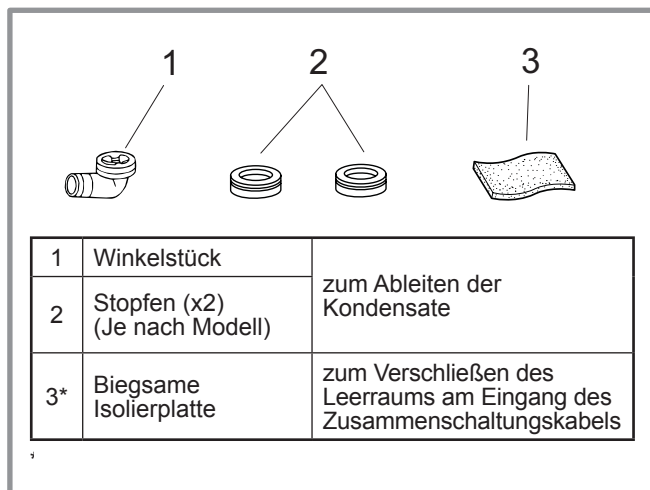 1 2 3
1 Winkelstück
zum Ableiten der
Kondensate
2 Stopfen (x2)
(Je nach Modell)
3* Biegsame
Isolierplatte
zum Verschließen des
Leerraums am Eingang des
Zusammenschaltungskabels
*